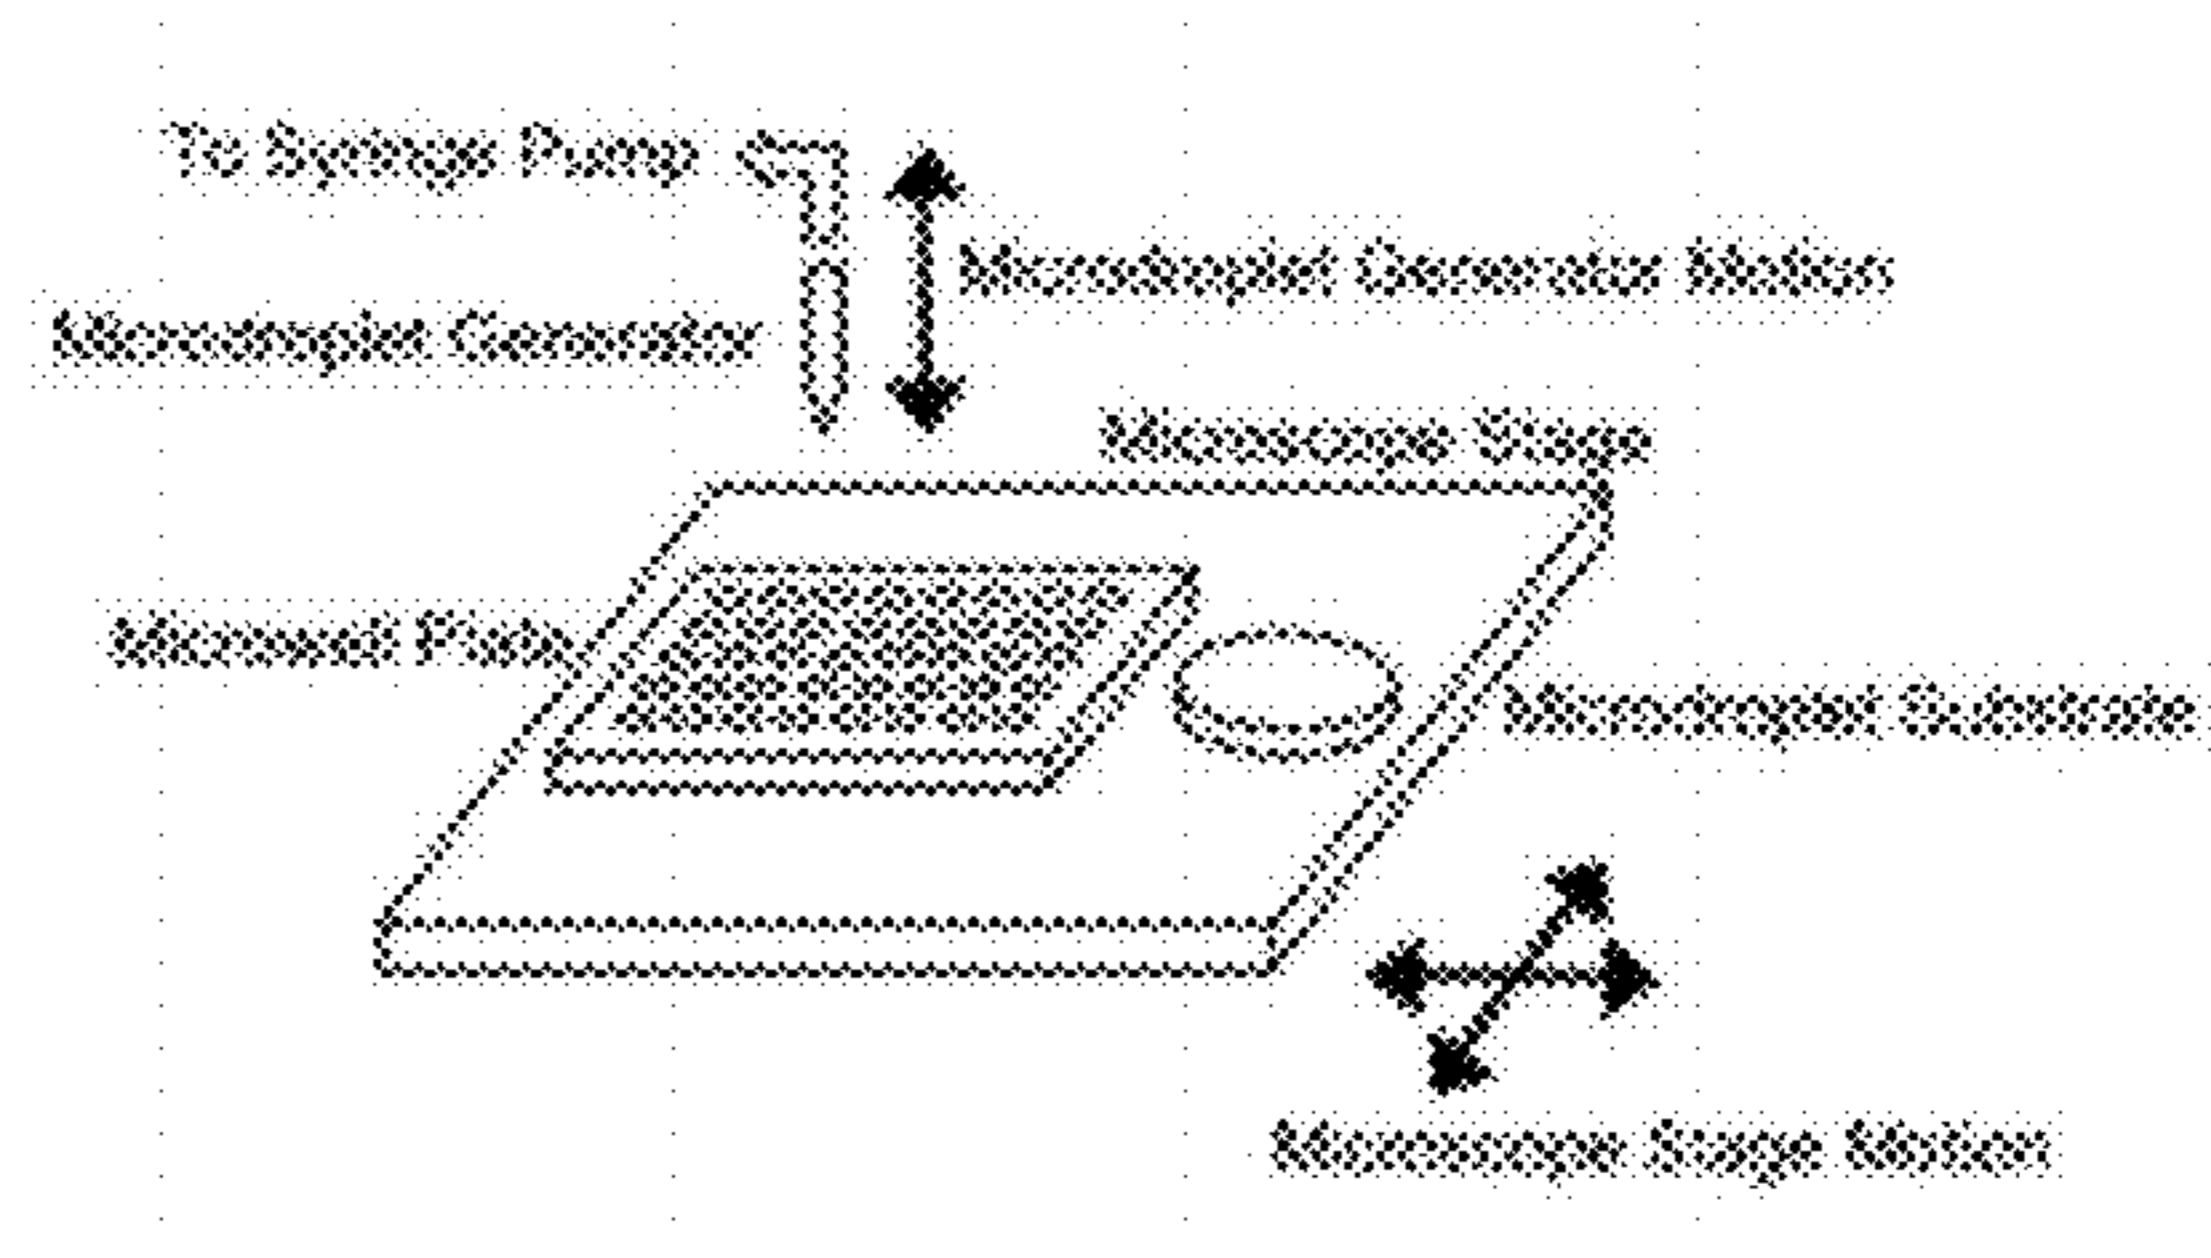 To Syringe Pump
Microdroplet Generator Motion
Microdroplet Generator
Microscope Stage
Microwell Plate
Microdroplet Substrate
Microscope Stage Motion